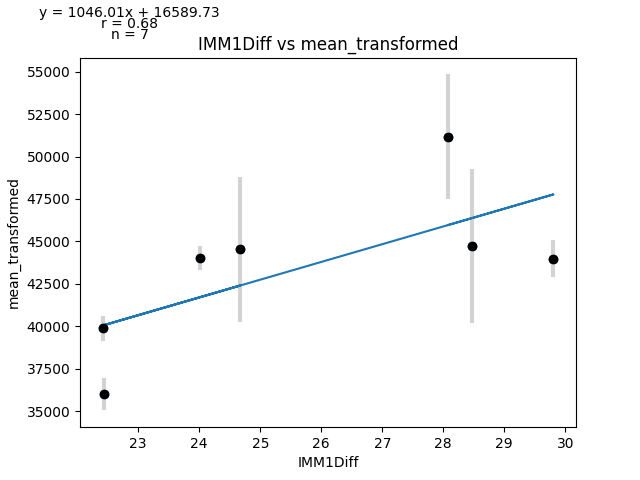 y = 1046.01x + 16589.73
r = 0.68
n = 7
IMM1Diff vs mean_transformed
55000
52500
50000
47500
45000
42500
40000
37500
35000
mean_transformed
23 24 25 26 27 28 29 30
IMM1Diff